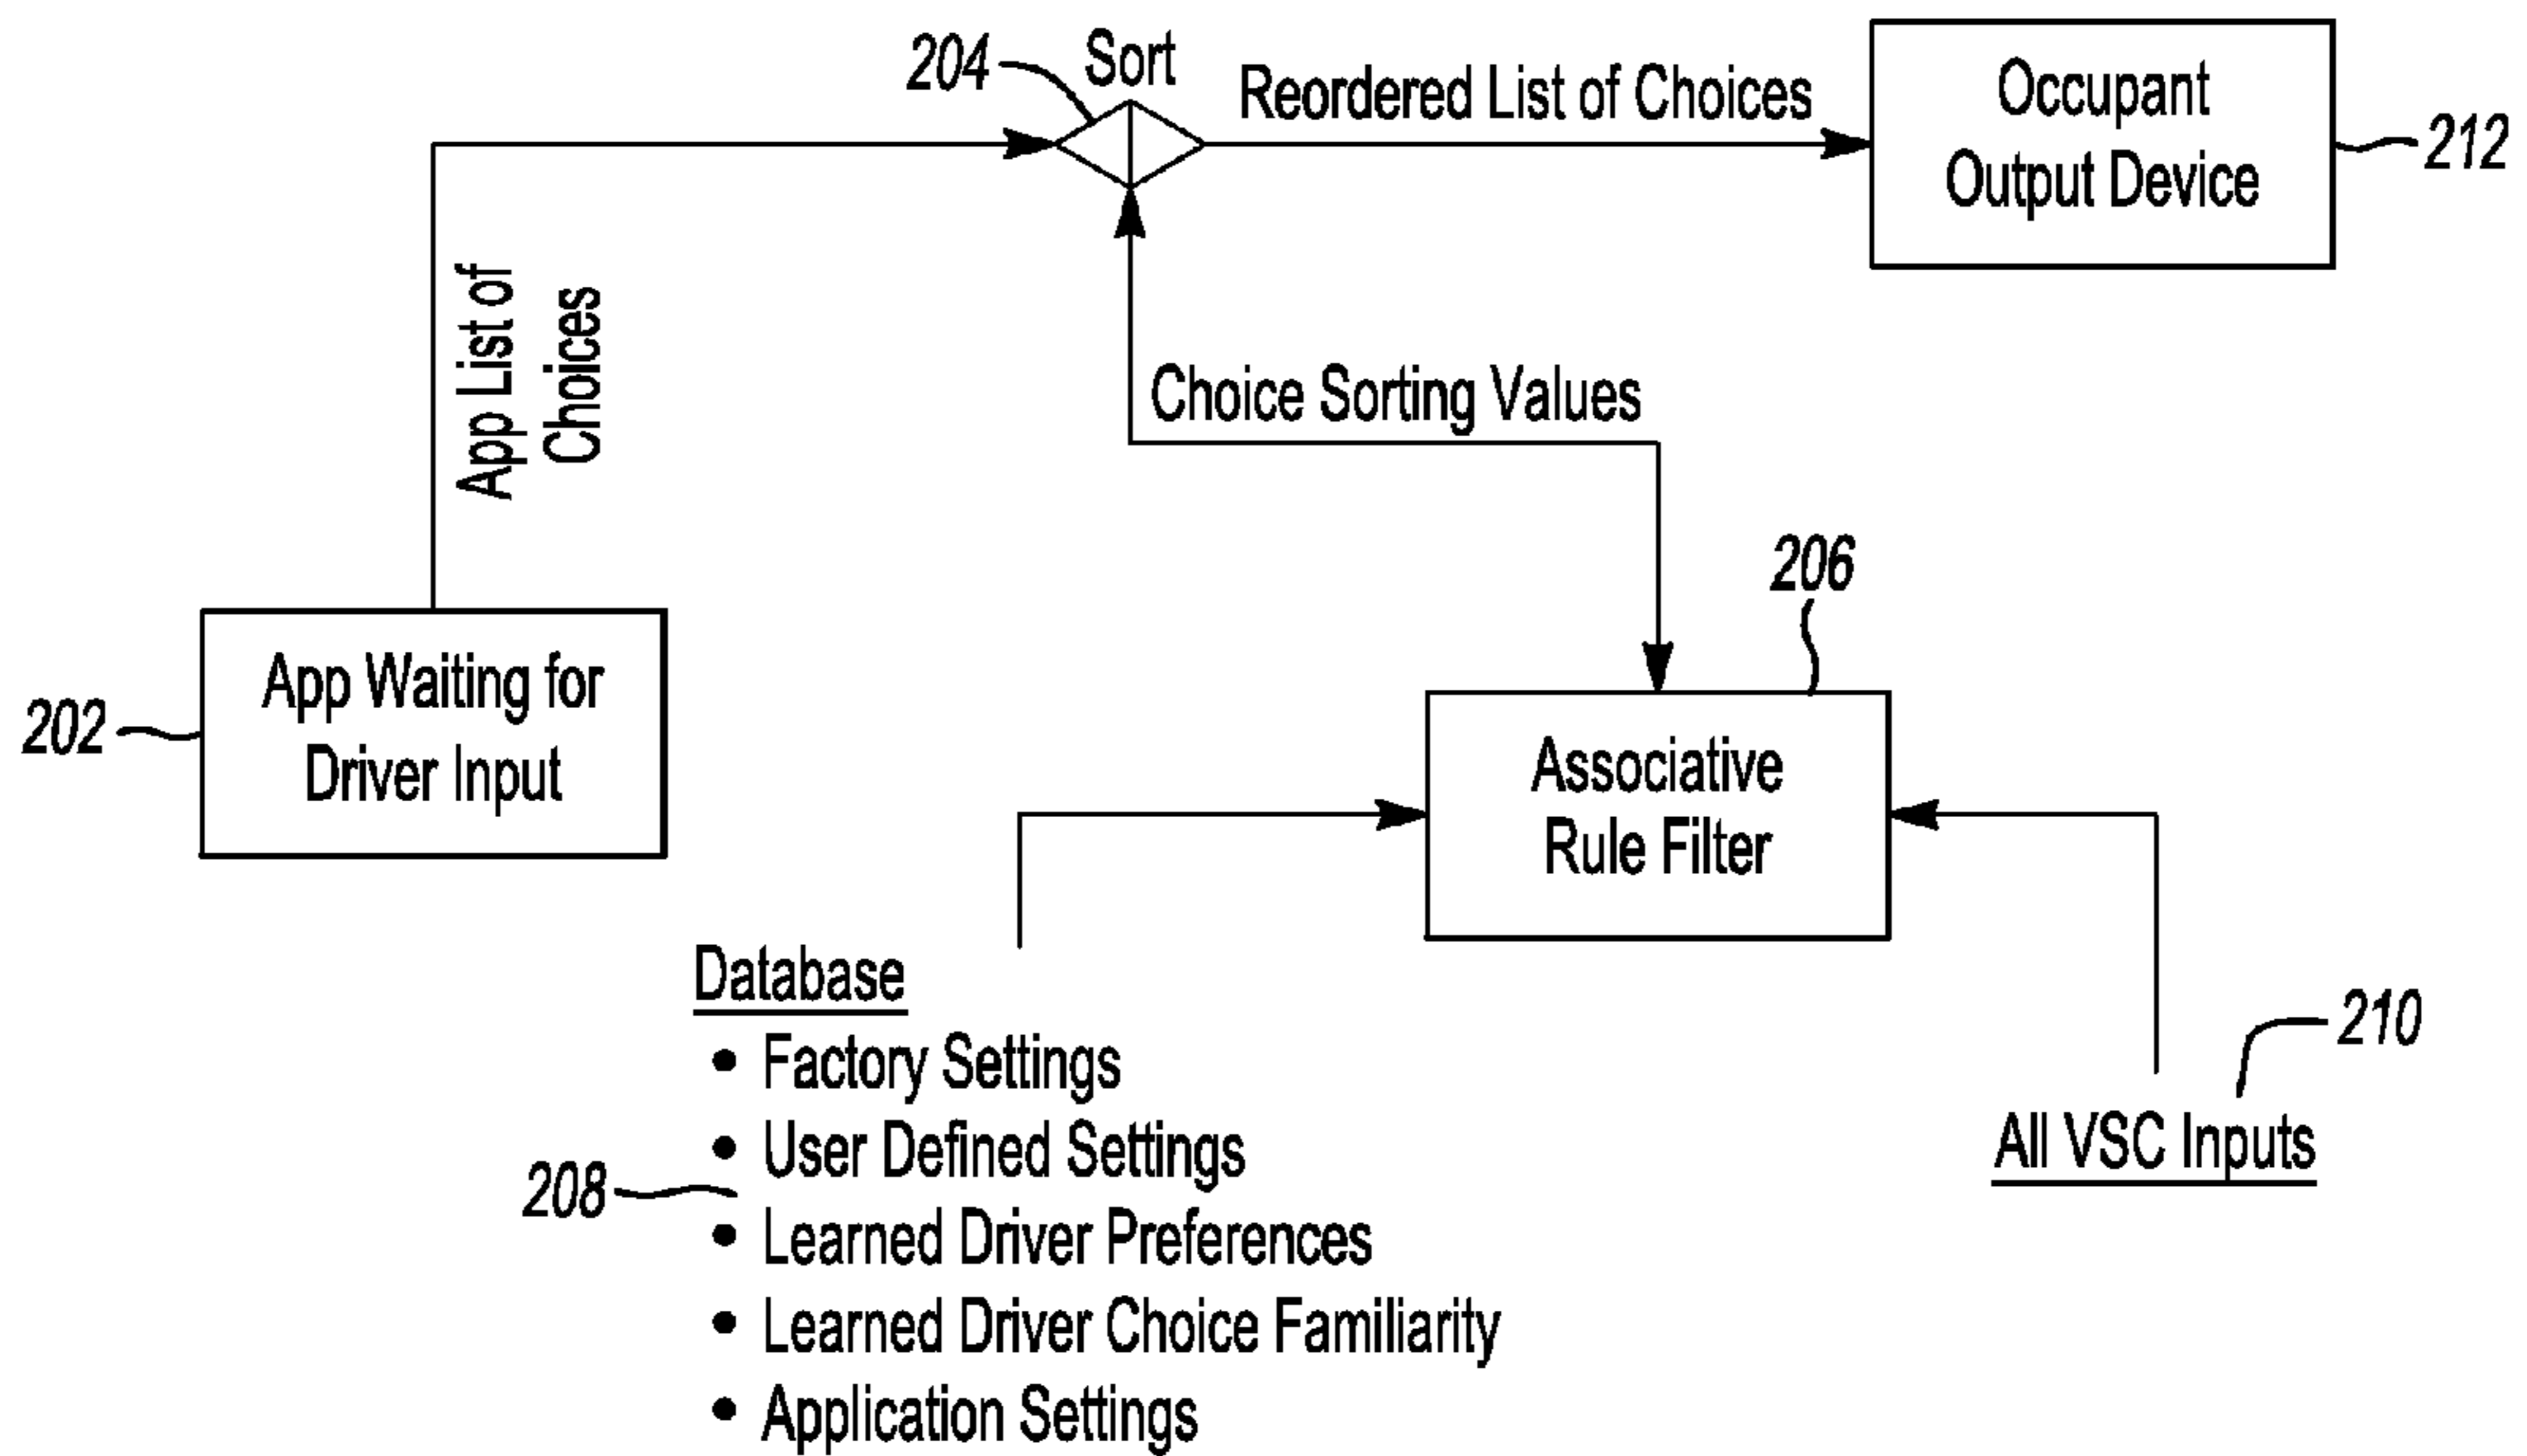 204
Sort
Reordered List of Choices
Occupant
Output Device
212
App List of
Choices
Choice Sorting Values
202
App Waiting for
Driver Input
206
Associative
Rule Filter
Database
• Factory Settings
• User Defined Settings
208
• Learned Driver Preferences
• Learned Driver Choice Familiarity
• Application Settings
210
All VSC Inputs